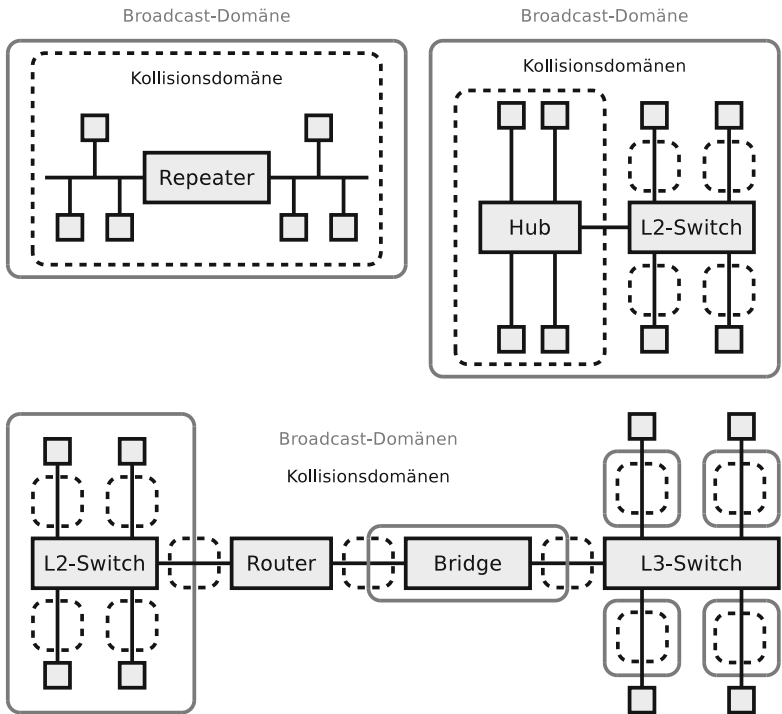 Broadcast-Domäne
Kollisionsdomäne
Repeater
Broadcast-Domäne
Kollisionsdomänen
Hub
L2-Switch
Broadcast-Domänen
Kollisionsdomänen
L2-Switch
Router
Bridge
L3-Switch